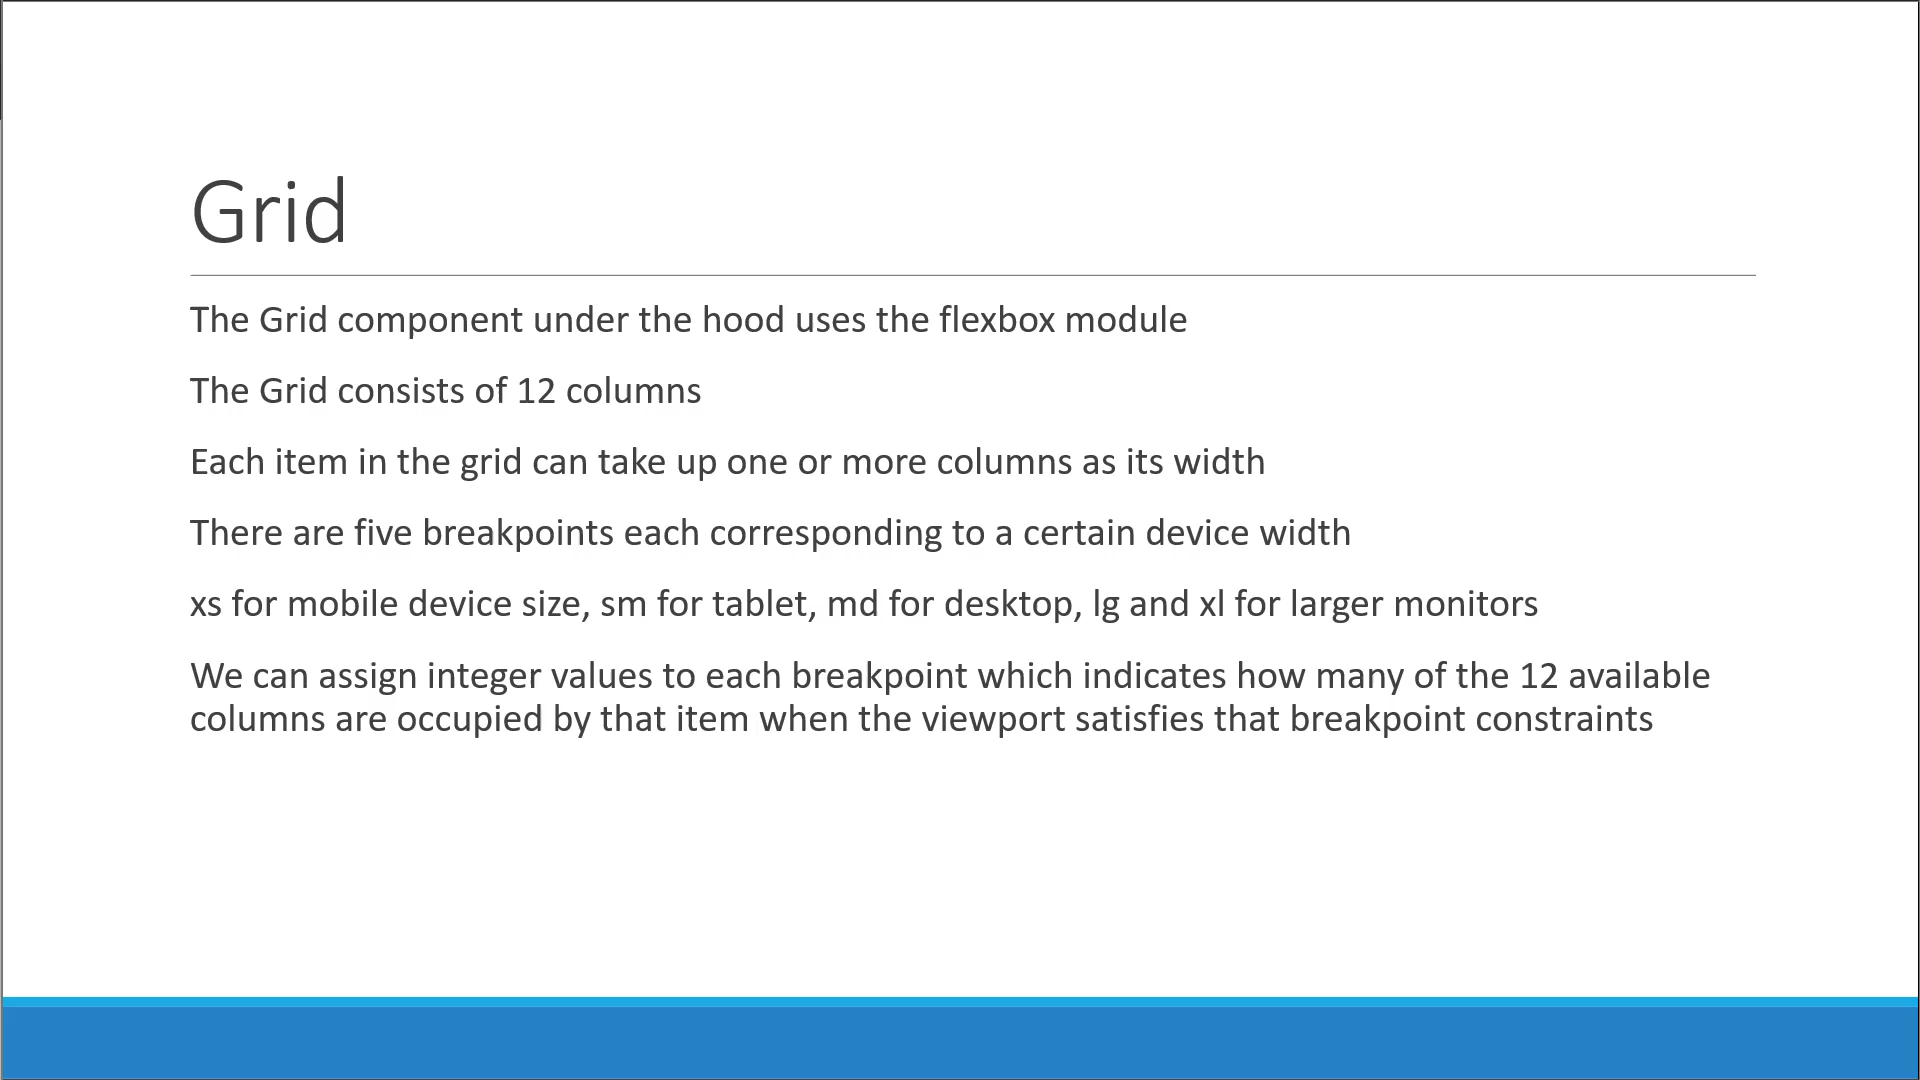 Grid
The Grid component under the hood uses the flexbox module
The Grid consists of 12 columns
Each item in the grid can take up one or more columns as its width
There are five breakpoints each corresponding to a certain device width
xs for mobile device size, sm for tablet, md for desktop, lg and xl for larger monitors
We can assign integer values to each breakpoint which indicates how many of the 12 available
columns are occupied by that item when the viewport satisfies that breakpoint constraints